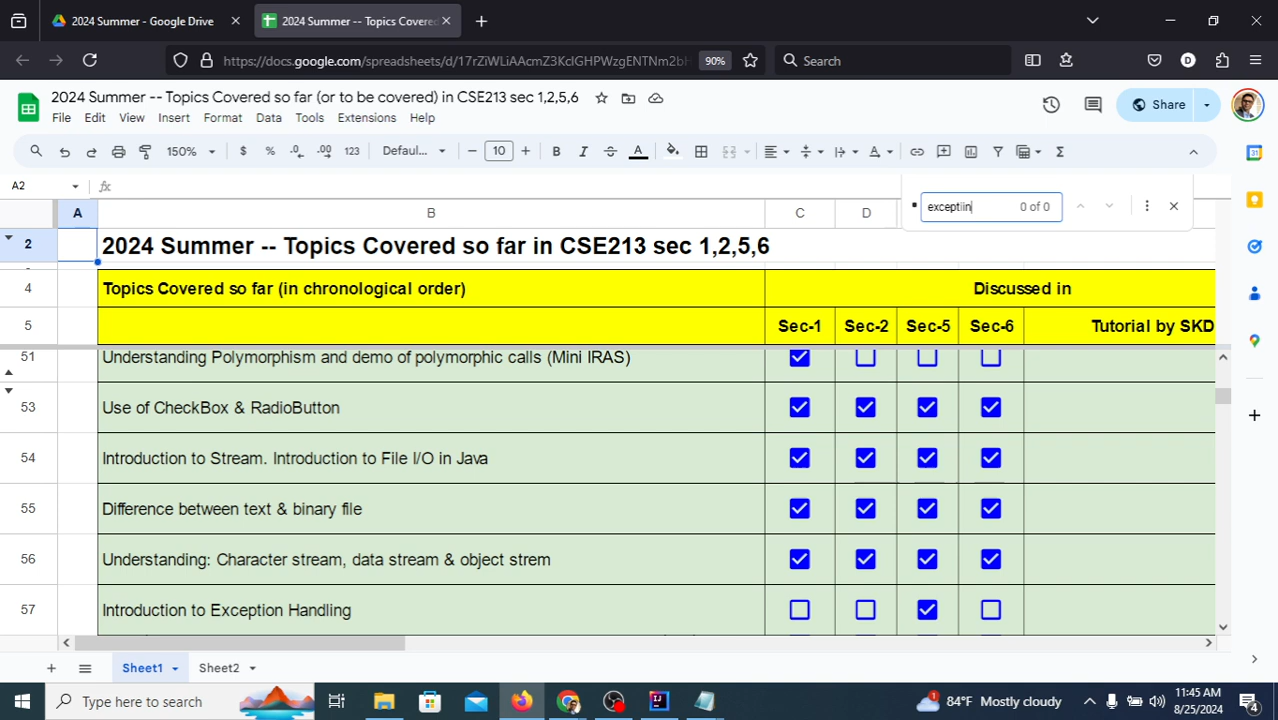 2024 Summer - Google Drive
2024 Summer -- Topics Covered
https://docs.google.com/spreadsheets/d/17rZiWLiAAcmZ3KclGHPWzgENTNm2bH
90%
Search
2024 Summer -- Topics Covered so far (or to be covered) in CSE213 sec 1,2,5,6
File Edit View Insert Format Data Tools Extensions Help
Share
150% $ % .0 .00 123 Defaul... 10 B I A
A2 fx
exceptiin 0 of 0
A B C D
2 2024 Summer -- Topics Covered so far in CSE213 sec 1,2,5,6
4 Topics Covered so far (in chronological order) Discussed in
5 Sec-1 Sec-2 Sec-5 Sec-6 Tutorial by SKD
51 Understanding Polymorphism and demo of polymorphic calls (Mini IRAS)
53 Use of CheckBox & RadioButton
54 Introduction to Stream. Introduction to File I/O in Java
55 Difference between text & binary file
56 Understanding: Character stream, data stream & object strem
57 Introduction to Exception Handling
Sheet1 Sheet2
Type here to search
1 84°F Mostly cloudy
11:45 AM
8/25/2024
4